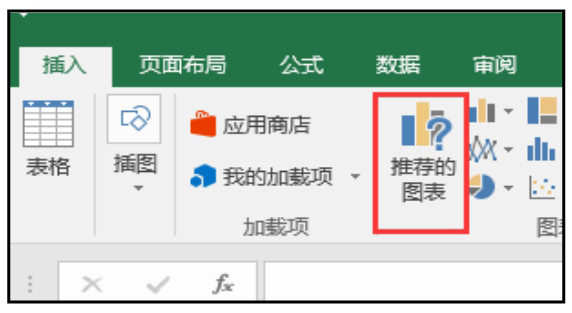 插入 页面布局 公式 数据 审阅
表格
插图
应用商店
我的加载项
加载项
推荐的
图表
fx